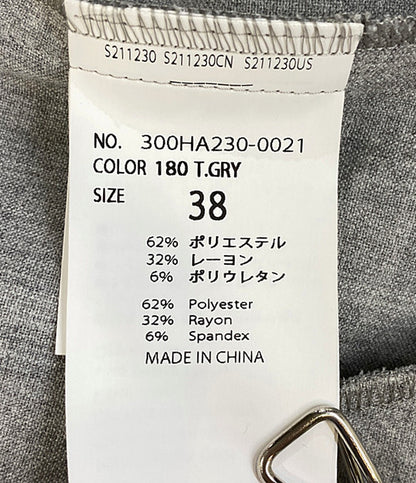 S211230 S211230CN S211230US
NO. 300HA230-0021
COLOR 180 T.GRY
SIZE 38
62% ポリエステル
32% レーヨン
6% ポリウレタン
62% Polyester
32% Rayon
6% Spandex
MADE IN CHINA